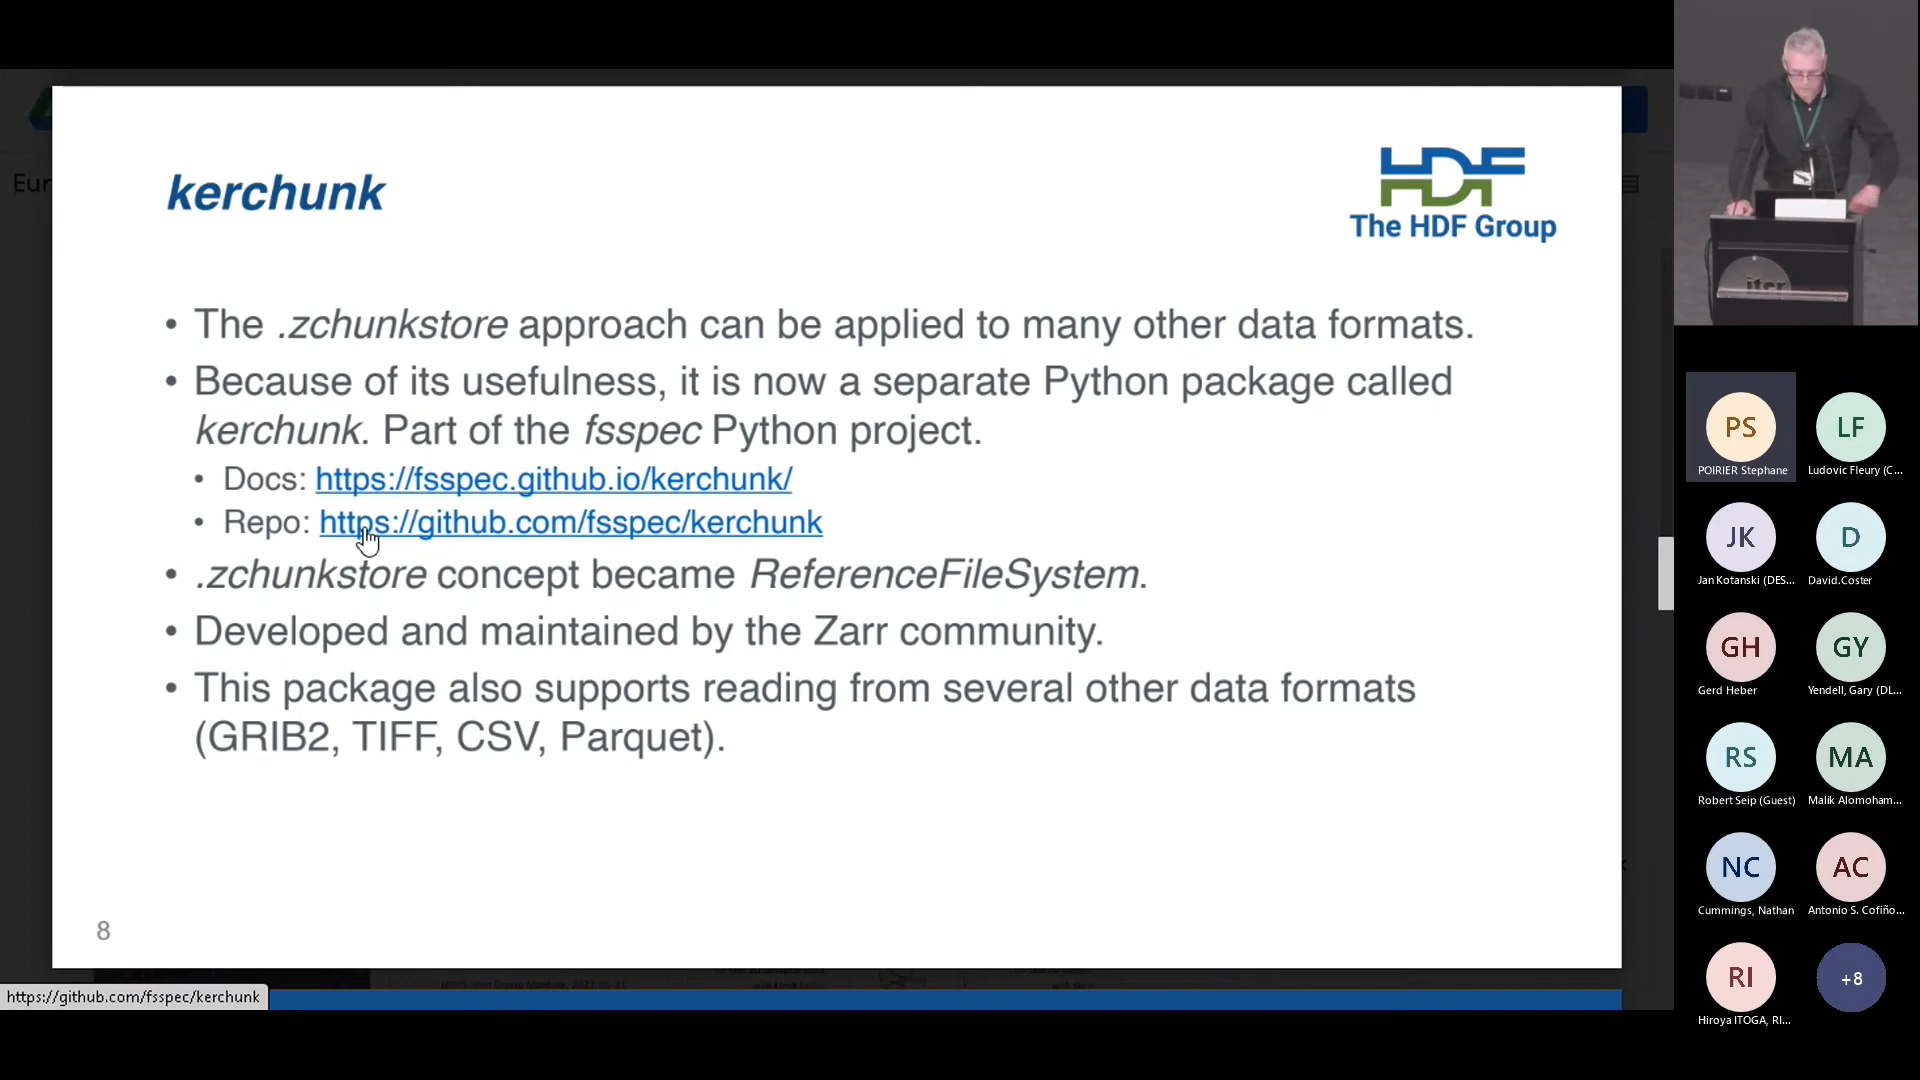 kerchunk
HDF
The HDF Group
• The .zchunkstore approach can be applied to many other data formats.
• Because of its usefulness, it is now a separate Python package called
kerchunk. Part of the fsspec Python project.
• Docs: https://fsspec.github.io/kerchunk/
• Repo: https://github.com/fsspec/kerchunk
• .zchunkstore concept became ReferenceFileSystem.
• Developed and maintained by the Zarr community.
• This package also supports reading from several other data formats
(GRIB2, TIFF, CSV, Parquet).
8
https://github.com/fsspec/kerchunk
Eur
iter
PS
POIRIER Stephane
LF
Ludovic Fleury (C...
JK
Jan Kotanski (DES...
D
David.Coster
GH
Gerd Heber
GY
Yendell, Gary (DL...
RS
Robert Seip (Guest)
MA
Malik Alomoham...
NC
Cummings, Nathan
AC
Antonio S. Cofiño...
RI
Hiroya ITOGA, RI...
+8